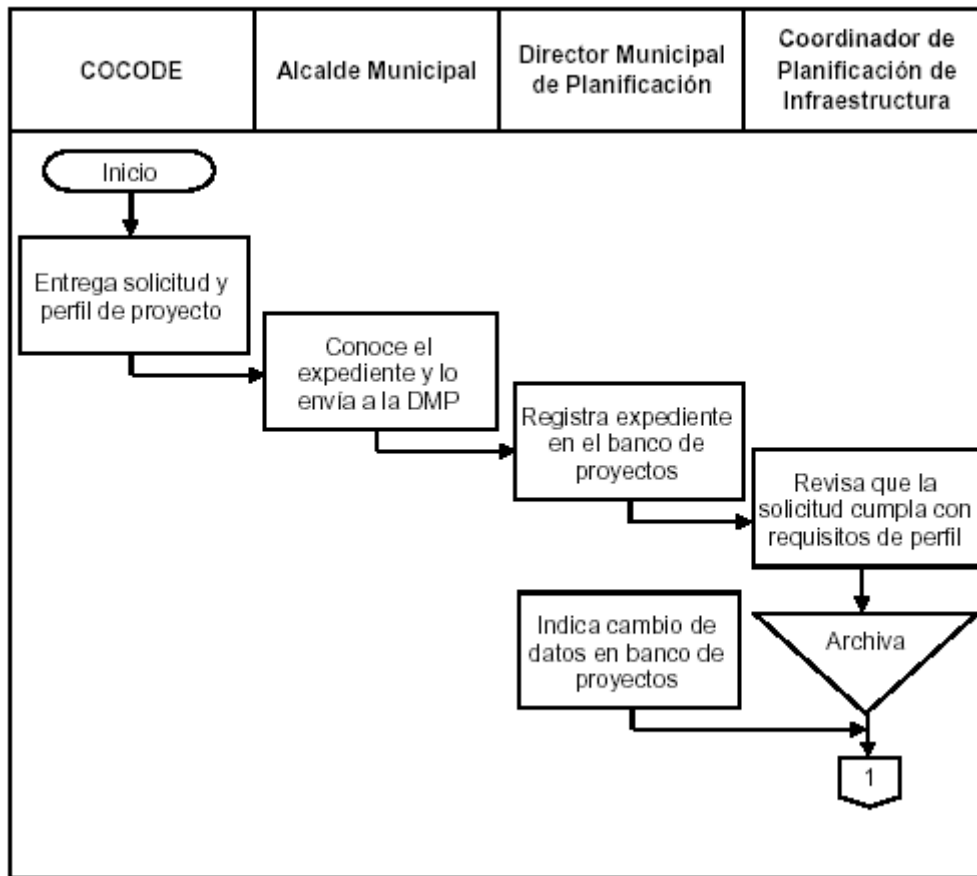 COCODE
Alcalde Municipal
Director Municipal
de Planificación
Coordinador de
Planificación de
Infraestructura
Inicio
Entrega solicitud y
perfil de proyecto
Conoce el
expediente y lo
envía a la DMP
Registra expediente
en el banco de
proyectos
Revisa que la
solicitud cumpla con
requisitos de perfil
Indica cambio de
datos en banco de
proyectos
Archiva
1